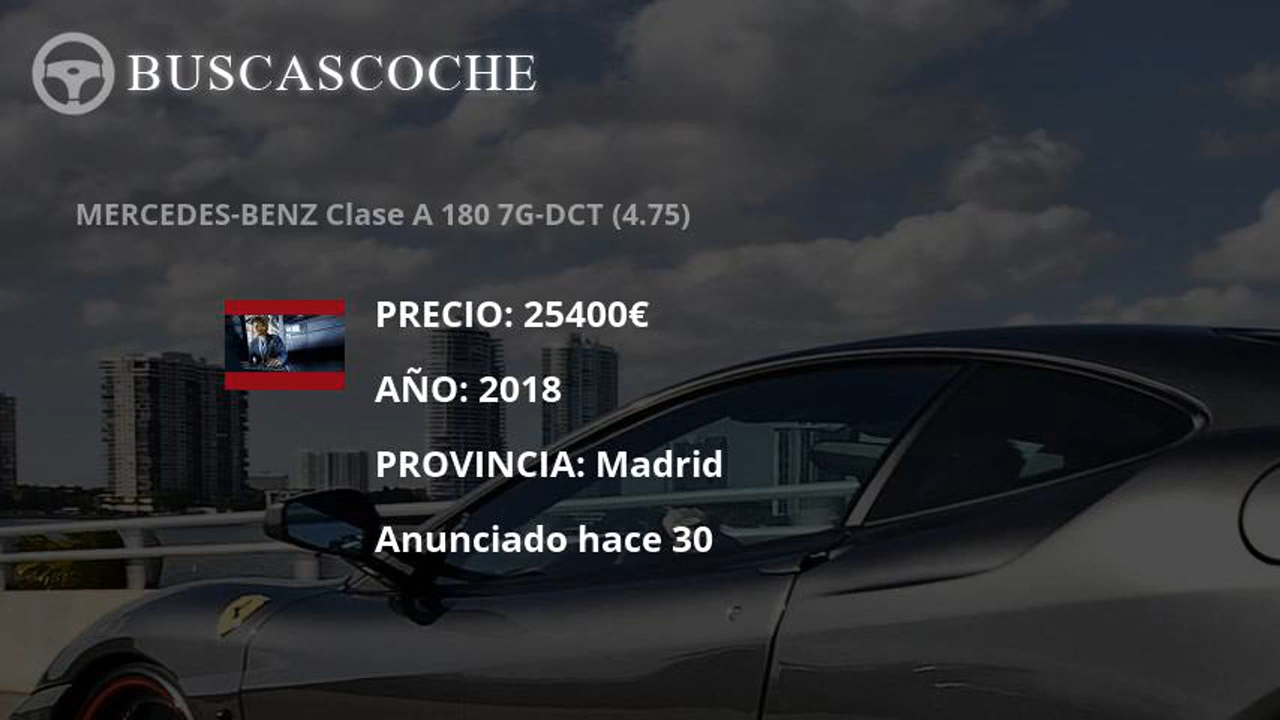 BUSCASCOCHE
MERCEDES-BENZ Clase A 180 7G-DCT (4.75)
PRECIO: 25400€
AÑO: 2018
PROVINCIA: Madrid
Anunciado hace 30